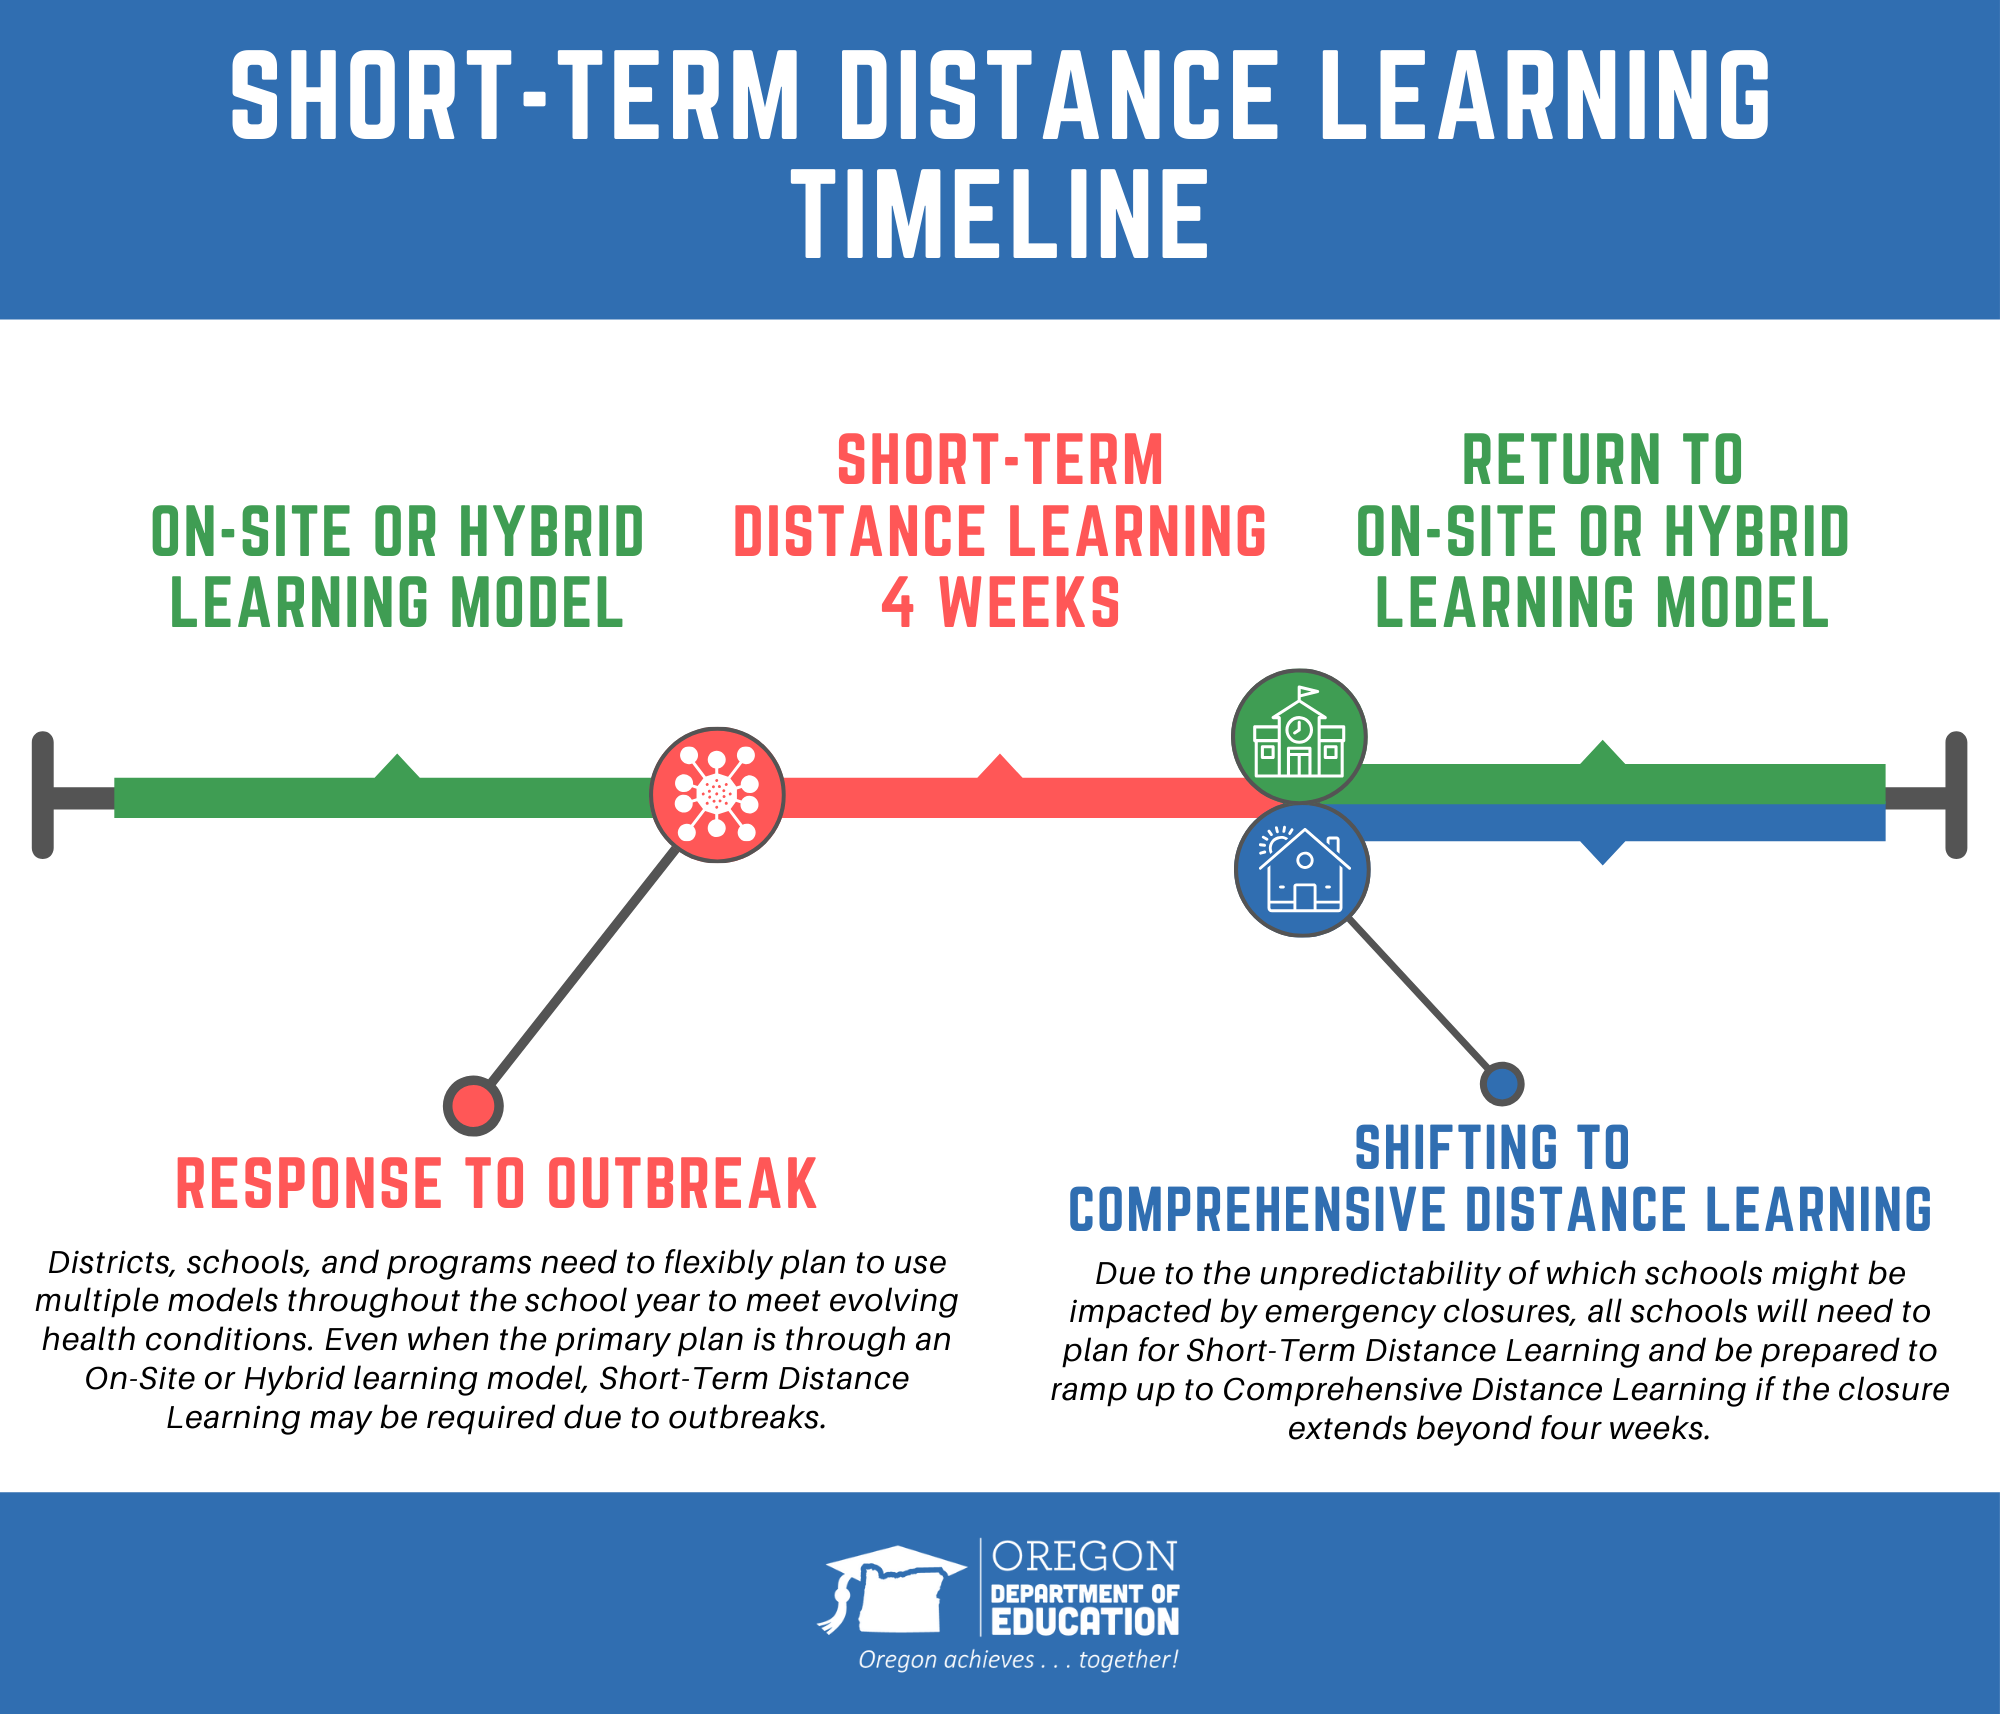 SHORT-TERM DISTANCE LEARNING
TIMELINE
ON-SITE OR HYBRID
LEARNING MODEL
SHORT-TERM
DISTANCE LEARNING
4 WEEKS
RETURN TO
ON-SITE OR HYBRID
LEARNING MODEL
RESPONSE TO OUTBREAK
Districts, schools, and programs need to flexibly plan to use
multiple models throughout the school year to meet evolving
health conditions. Even when the primary plan is through an
On-Site or Hybrid learning model, Short-Term Distance
Learning may be required due to outbreaks.
SHIFTING TO
COMPREHENSIVE DISTANCE LEARNING
Due to the unpredictability of which schools might be
impacted by emergency closures, all schools will need to
plan for Short-Term Distance Learning and be prepared to
ramp up to Comprehensive Distance Learning if the closure
extends beyond four weeks.
OREGON
DEPARTMENT OF
EDUCATION
Oregon achieves . . . together!